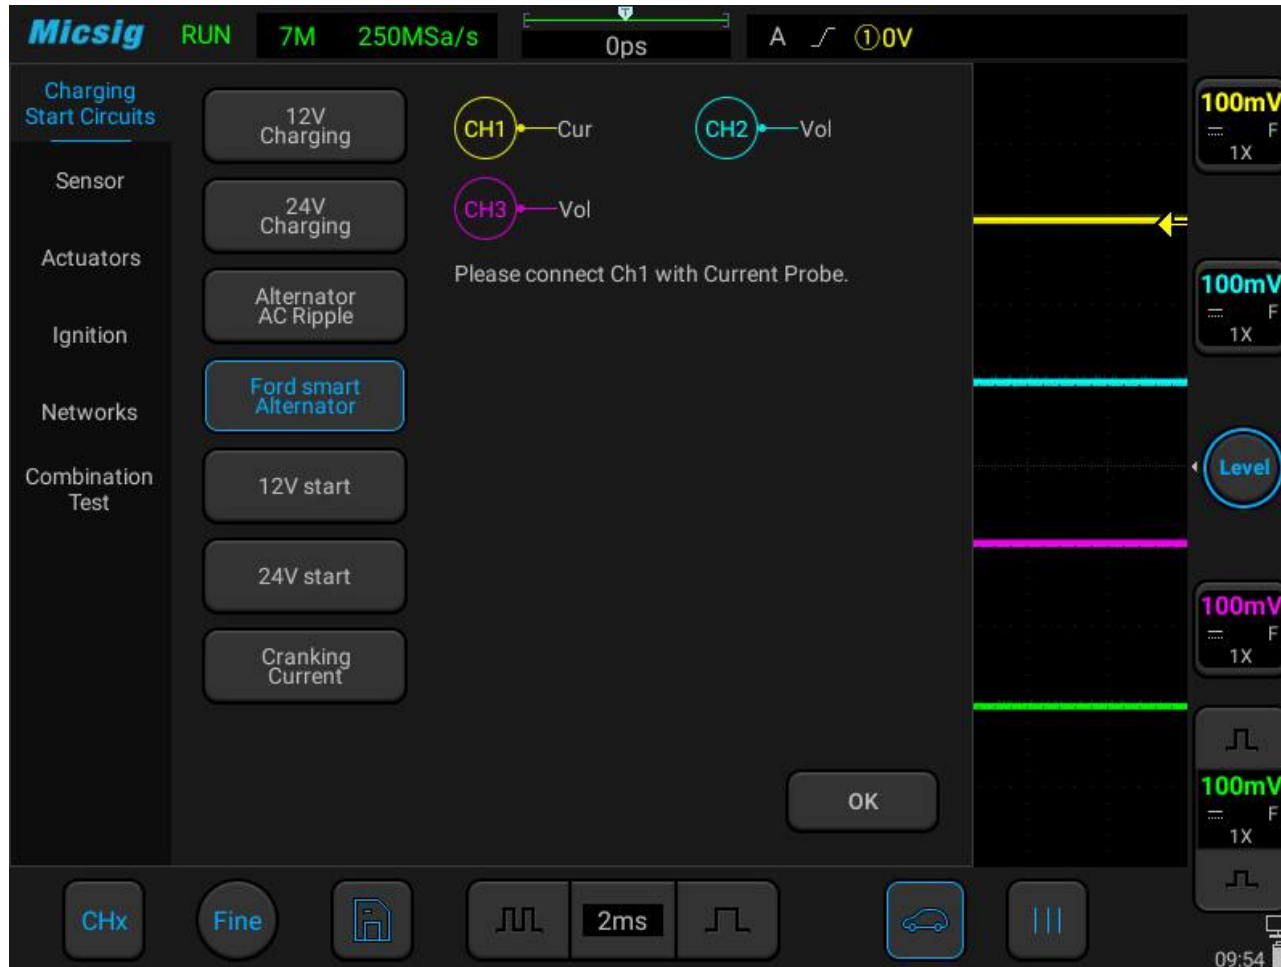 Micsig RUN 7M 250MSa/s T 0ps A ①0V
Charging
Start Circuits
Sensor
Actuators
Ignition
Networks
Combination
Test
12V
Charging
24V
Charging
Alternator
AC Ripple
Ford smart
Alternator
12V start
24V start
Cranking
Current
CH1 Cur CH2 Vol
CH3 Vol
Please connect Ch1 with Current Probe.
OK
100mV
F
1X
100mV
F
1X
Level
100mV
F
1X
100mV
F
1X
CHx Fine 2ms
09:54